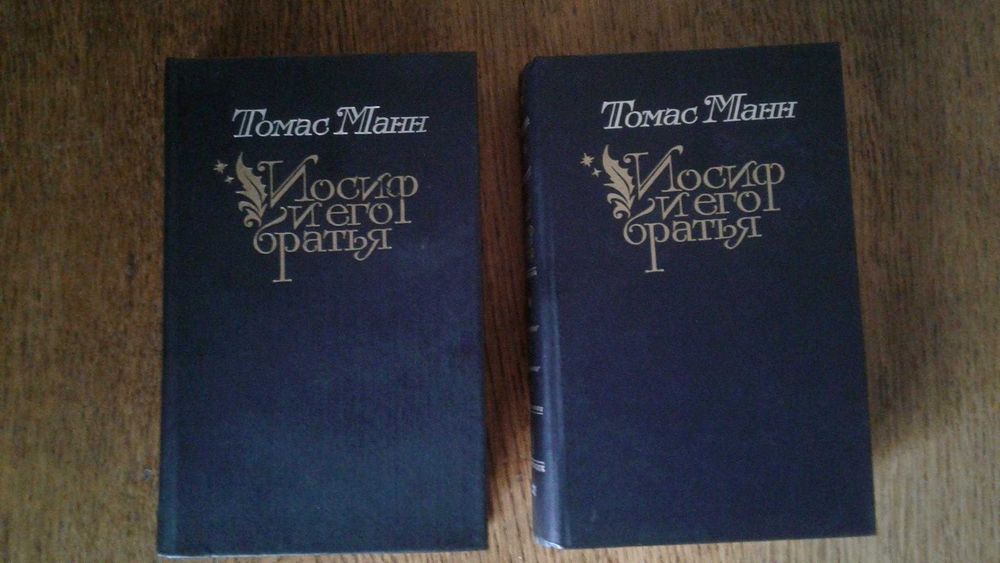 Томас Манн
Иосиф
и его
братья
Томас Манн
Иосиф
и его
братья